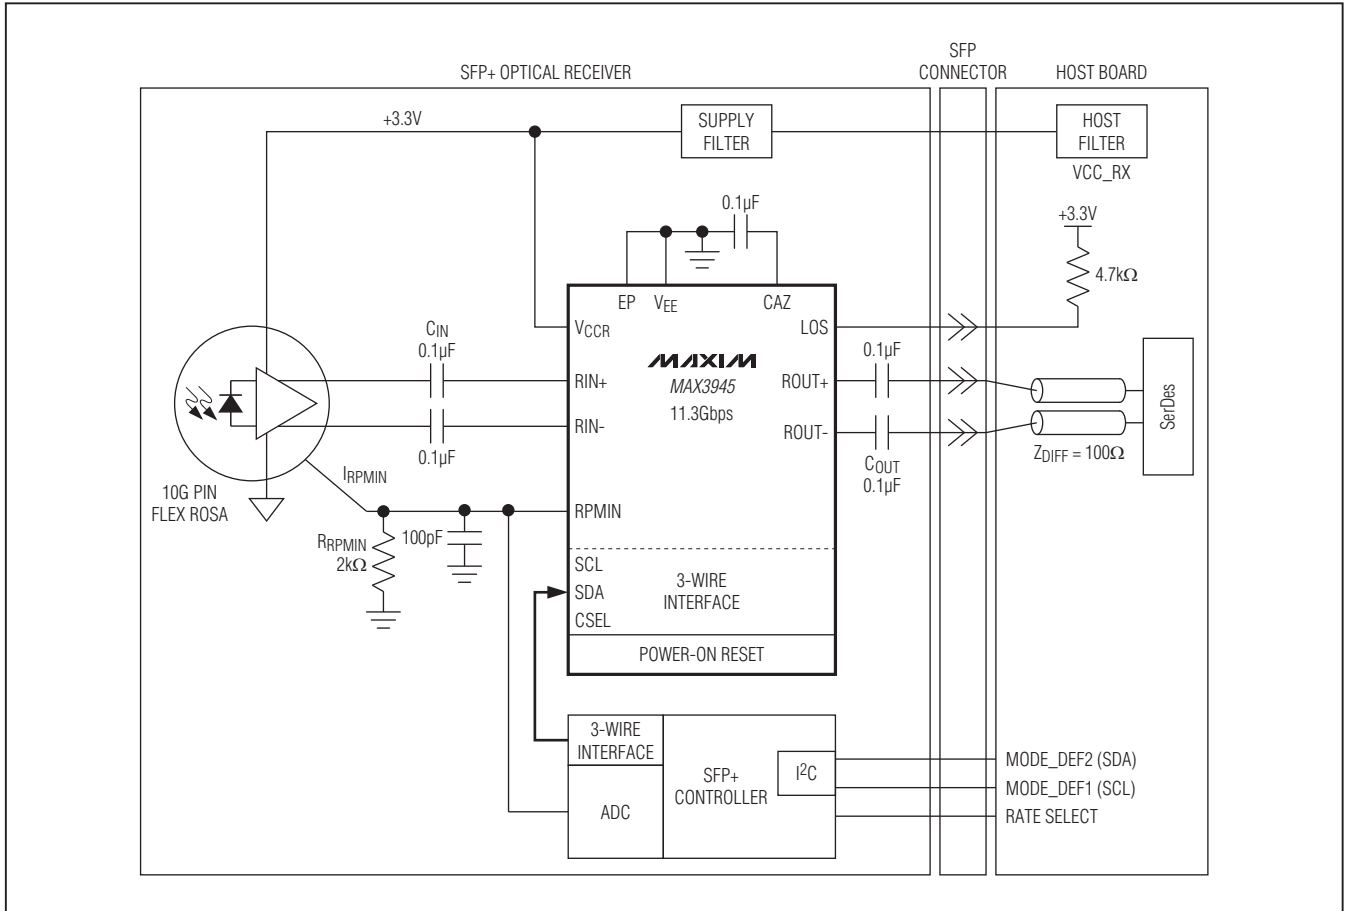 SFP+ OPTICAL RECEIVER
SFP
CONNECTOR
HOST BOARD
+3.3V
SUPPLY
FILTER
HOST
FILTER
VCC_RX
0.1µF
+3.3V
4.7kΩ
EP
VEE
CAZ
VCCR
LOS
CIN
0.1µF
MAXIM
MAX3945
11.3Gbps
RIN+
RIN-
0.1µF
0.1µF
ROUT+
ROUT-
COUT
0.1µF
ZDIFF = 100Ω
SerDes
10G PIN
FLEX ROSA
IRPMIN
RPMIN
RRPMIN
2kΩ
100pF
SCL
SDA
CSEL
3-WIRE
INTERFACE
POWER-ON RESET
3-WIRE
INTERFACE
ADC
SFP+
CONTROLLER
I²C
MODE_DEF2 (SDA)
MODE_DEF1 (SCL)
RATE SELECT